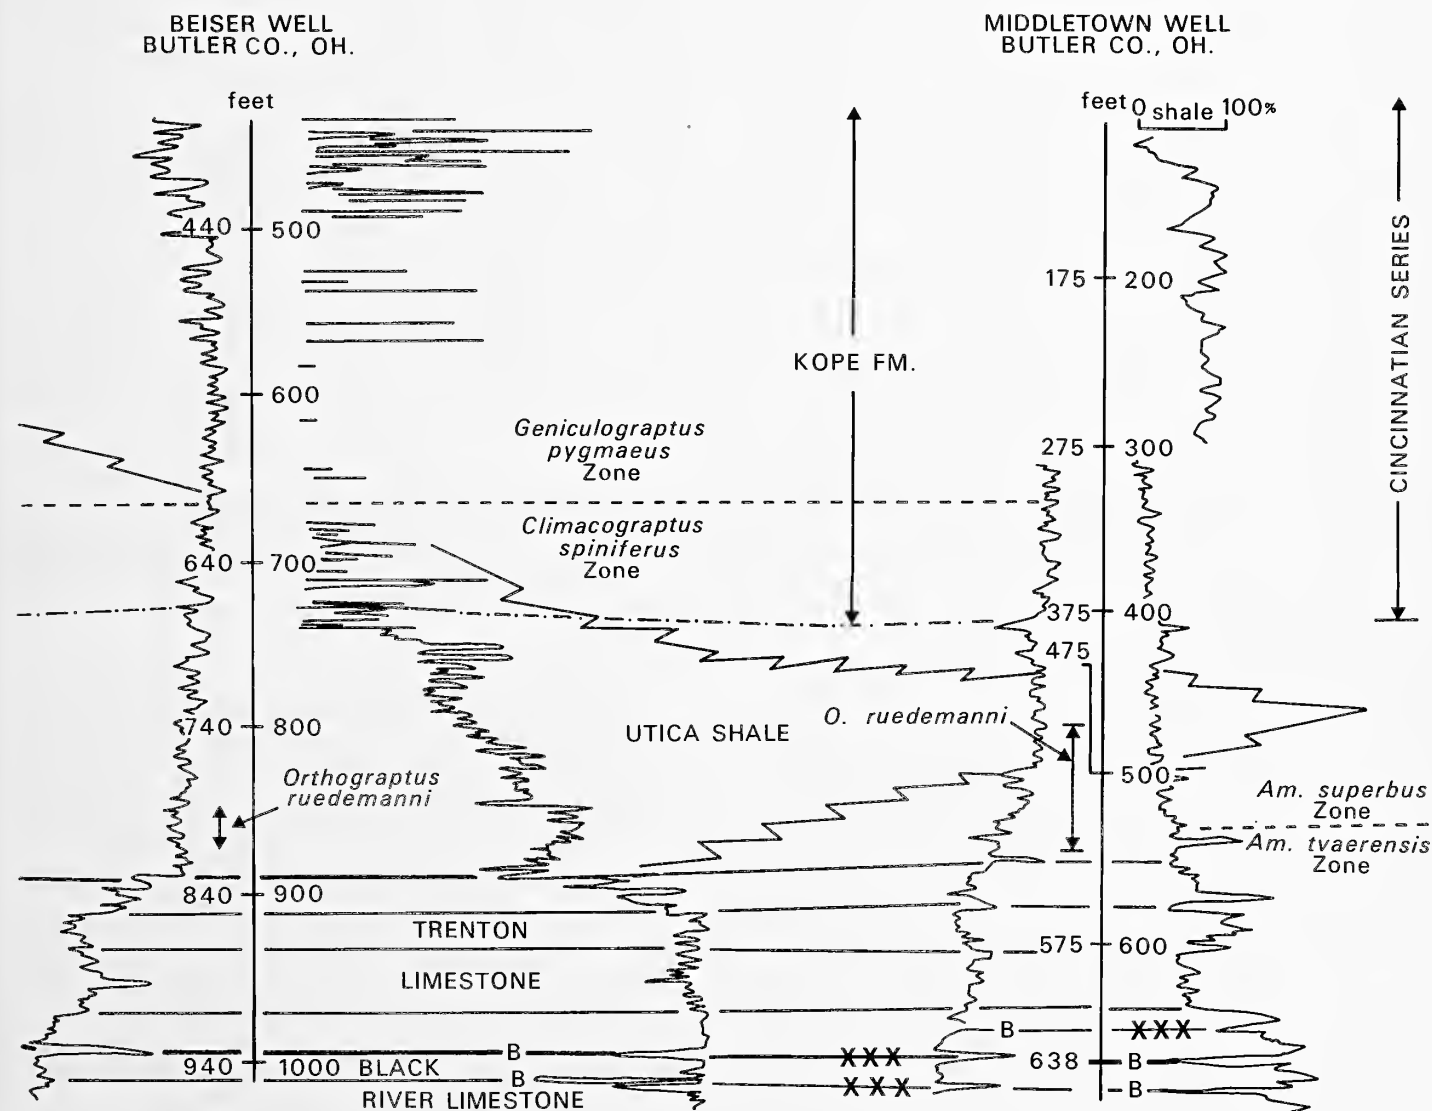 BEISER WELL
BUTLER CO., OH.
MIDDLETOWN WELL
BUTLER CO., OH.
feet
feet
0 shale 100%
440 500
175 200
600
KOPE FM.
CINCINNATIAN SERIES
Geniculograptus
pygmaeus
Zone
275 300
Climacograptus
spiniferus
Zone
640 700
375 400
475
O. ruedemanni
740 800
UTICA SHALE
Orthograptus
ruedemanni
500
Am. superbus
Zone
Am. tvaerensis
Zone
840 900
TRENTON
575 600
LIMESTONE
B
XXX
B
XXX
638
B
940 1000 BLACK
B
XXX
B
RIVER LIMESTONE